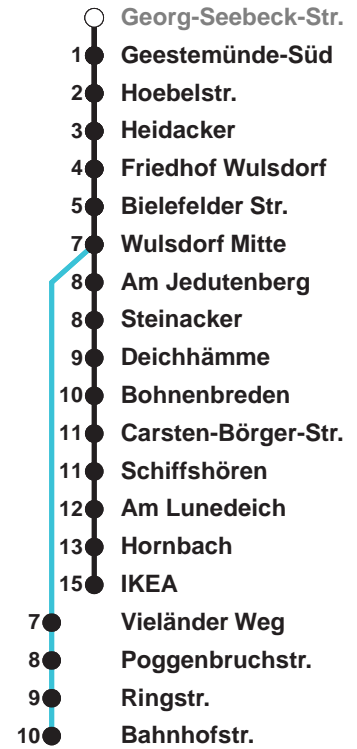 Georg-Seebeck-Str.
1 Geestemünde-Süd
2 Hoebelstr.
3 Heidacker
4 Friedhof Wulsdorf
5 Bielefelder Str.
7 Wulsdorf Mitte
8 Am Jedutenberg
8 Steinacker
9 Deichhämme
10 Bohnenbreden
11 Carsten-Börger-Str.
11 Schiffshören
12 Am Lunedeich
13 Hornbach
15 IKEA
7 Vieländer Weg
8 Poggenbruchstr.
9 Ringstr.
10 Bahnhofstr.